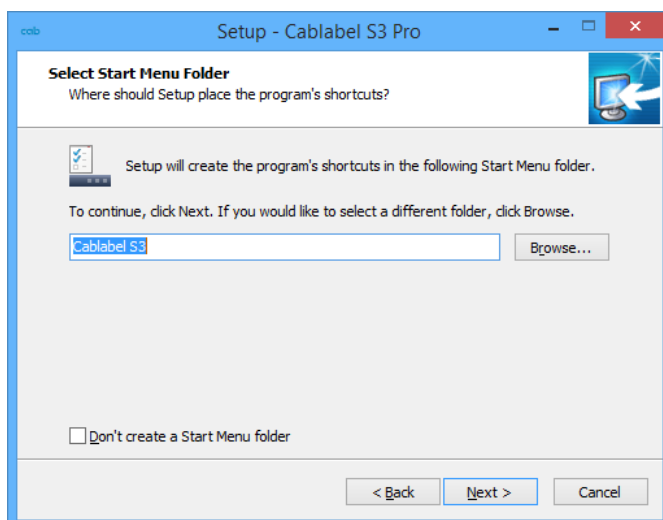 cab
Setup - Cablabel S3 Pro
Select Start Menu Folder
Where should Setup place the program's shortcuts?
Setup will create the program's shortcuts in the following Start Menu folder.
To continue, click Next. If you would like to select a different folder, click Browse.
Cablabel S3
Browse...
Don't create a Start Menu folder
< Back
Next >
Cancel